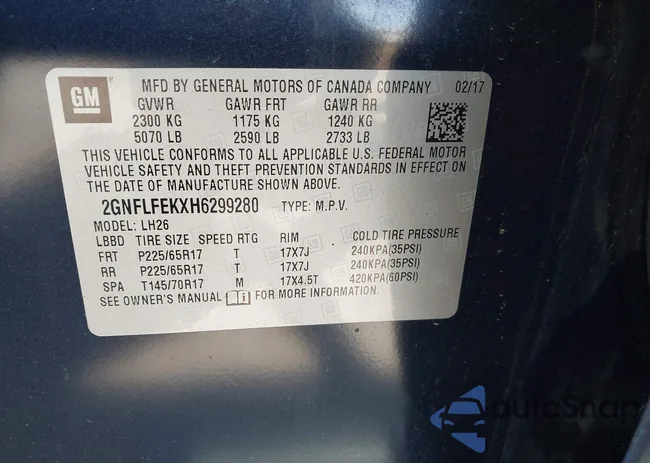 GM
MFD BY GENERAL MOTORS OF CANADA COMPANY 02/17
GVWR GAWR FRT GAWR RR
2300 KG 1175 KG 1240 KG
5070 LB 2590 LB 2733 LB
THIS VEHICLE CONFORMS TO ALL APPLICABLE U.S. FEDERAL MOTOR
VEHICLE SAFETY AND THEFT PREVENTION STANDARDS IN EFFECT ON
THE DATE OF MANUFACTURE SHOWN ABOVE.
2GNFLFEKXH6299280 TYPE: M.P.V.
MODEL: LH26
LBBD TIRE SIZE SPEED RTG RIM COLD TIRE PRESSURE
FRT P225/65R17 T 17X7J 240KPA(35PSI)
RR P225/65R17 T 17X7J 240KPA(35PSI)
SPA T145/70R17 M 17X4.5T 420KPA(60PSI)
SEE OWNER'S MANUAL FOR MORE INFORMATION.
autoSnap